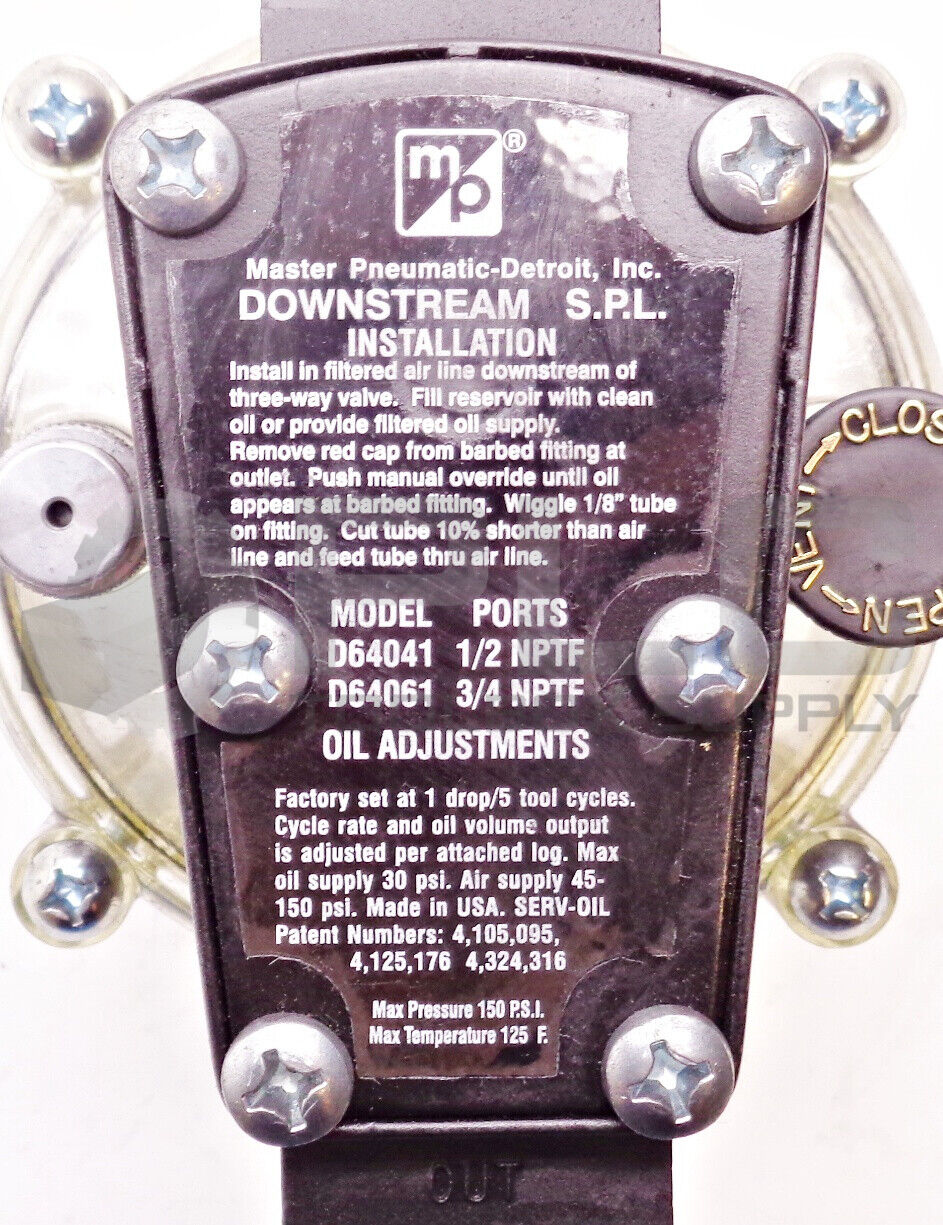 mp®
Master Pneumatic-Detroit, Inc.
DOWNSTREAM S.P.L.
INSTALLATION
Install in filtered air line downstream of
three-way valve. Fill reservoir with clean
oil or provide filtered oil supply.
Remove red cap from barbed fitting at
outlet. Push manual override until oil
appears at barbed fitting. Wiggle 1/8" tube
on fitting. Cut tube 10% shorter than air
line and feed tube thru air line.
MODEL PORTS
D64041 1/2 NPTF
D64061 3/4 NPTF
OIL ADJUSTMENTS
Factory set at 1 drop/5 tool cycles.
Cycle rate and oil volume output
is adjusted per attached log. Max
oil supply 30 psi. Air supply 45-
150 psi. Made in USA. SERV-OIL
Patent Numbers: 4,105,095,
4,125,176 4,324,316
Max Pressure 150 P.S.I.
Max Temperature 125 F.
OUT
CLOS
VENT
PEN